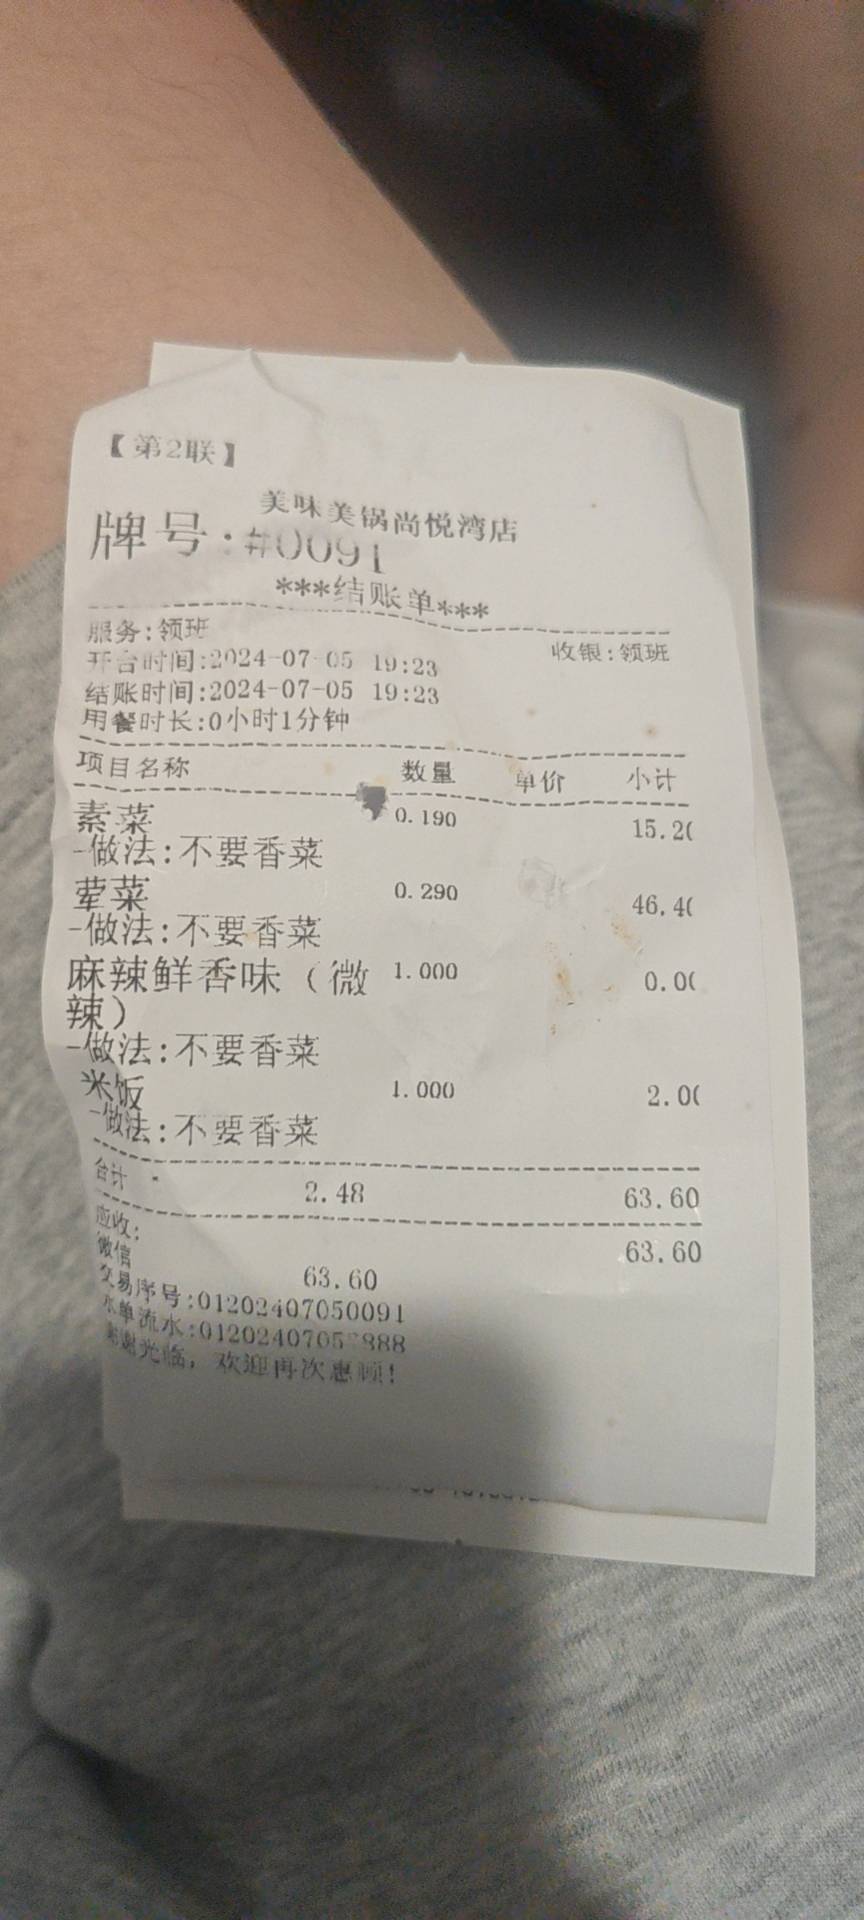 【第2联】
美味美锅尚悦湾店
牌号:#0091
***结账单***
服务:领班 收银:领班
开台时间:2024-07-05 19:23
结账时间:2024-07-05 19:23
用餐时长:0小时1分钟
项目名称 数量 单价 小计
素菜 0.190 15.20
-做法:不要香菜
荤菜 0.290 46.40
-做法:不要香菜
麻辣鲜香味（微 1.000 0.00
辣）
-做法:不要香菜
米饭 1.000 2.00
-做法:不要香菜
合计 2.48 63.60
应收: 63.60
微信 63.60
交易序号:01202407050091
水单流水:0120240705
谢谢光临，欢迎再次惠顾!